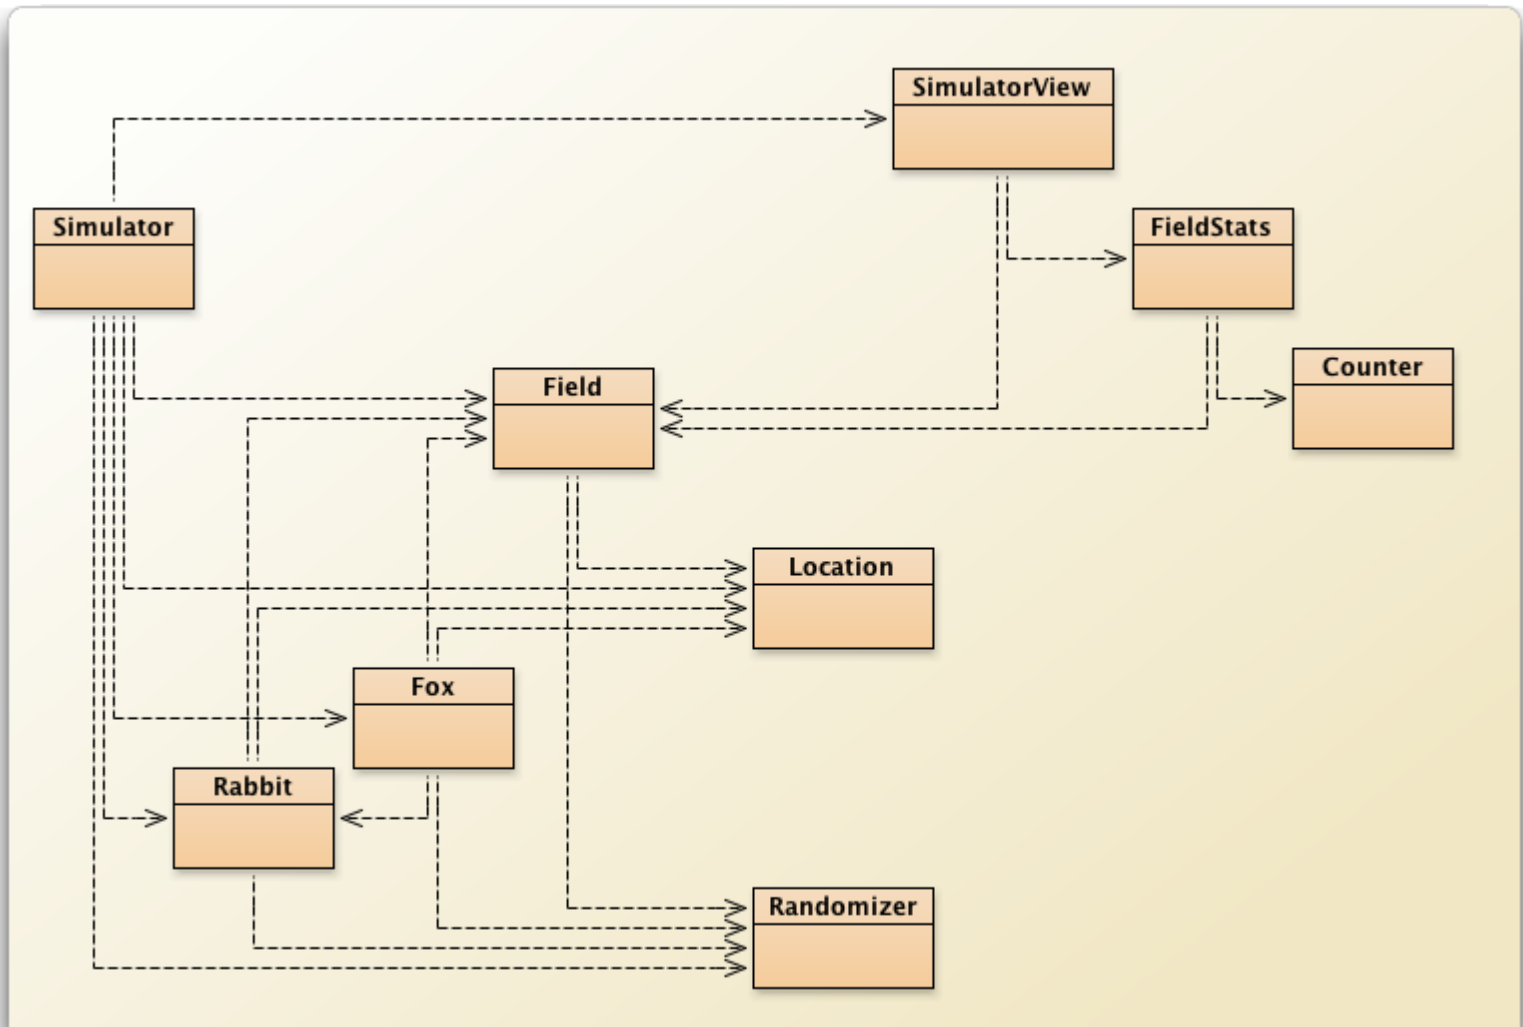 SimulatorView
Simulator
FieldStats
Counter
Field
Location
Fox
Rabbit
Randomizer